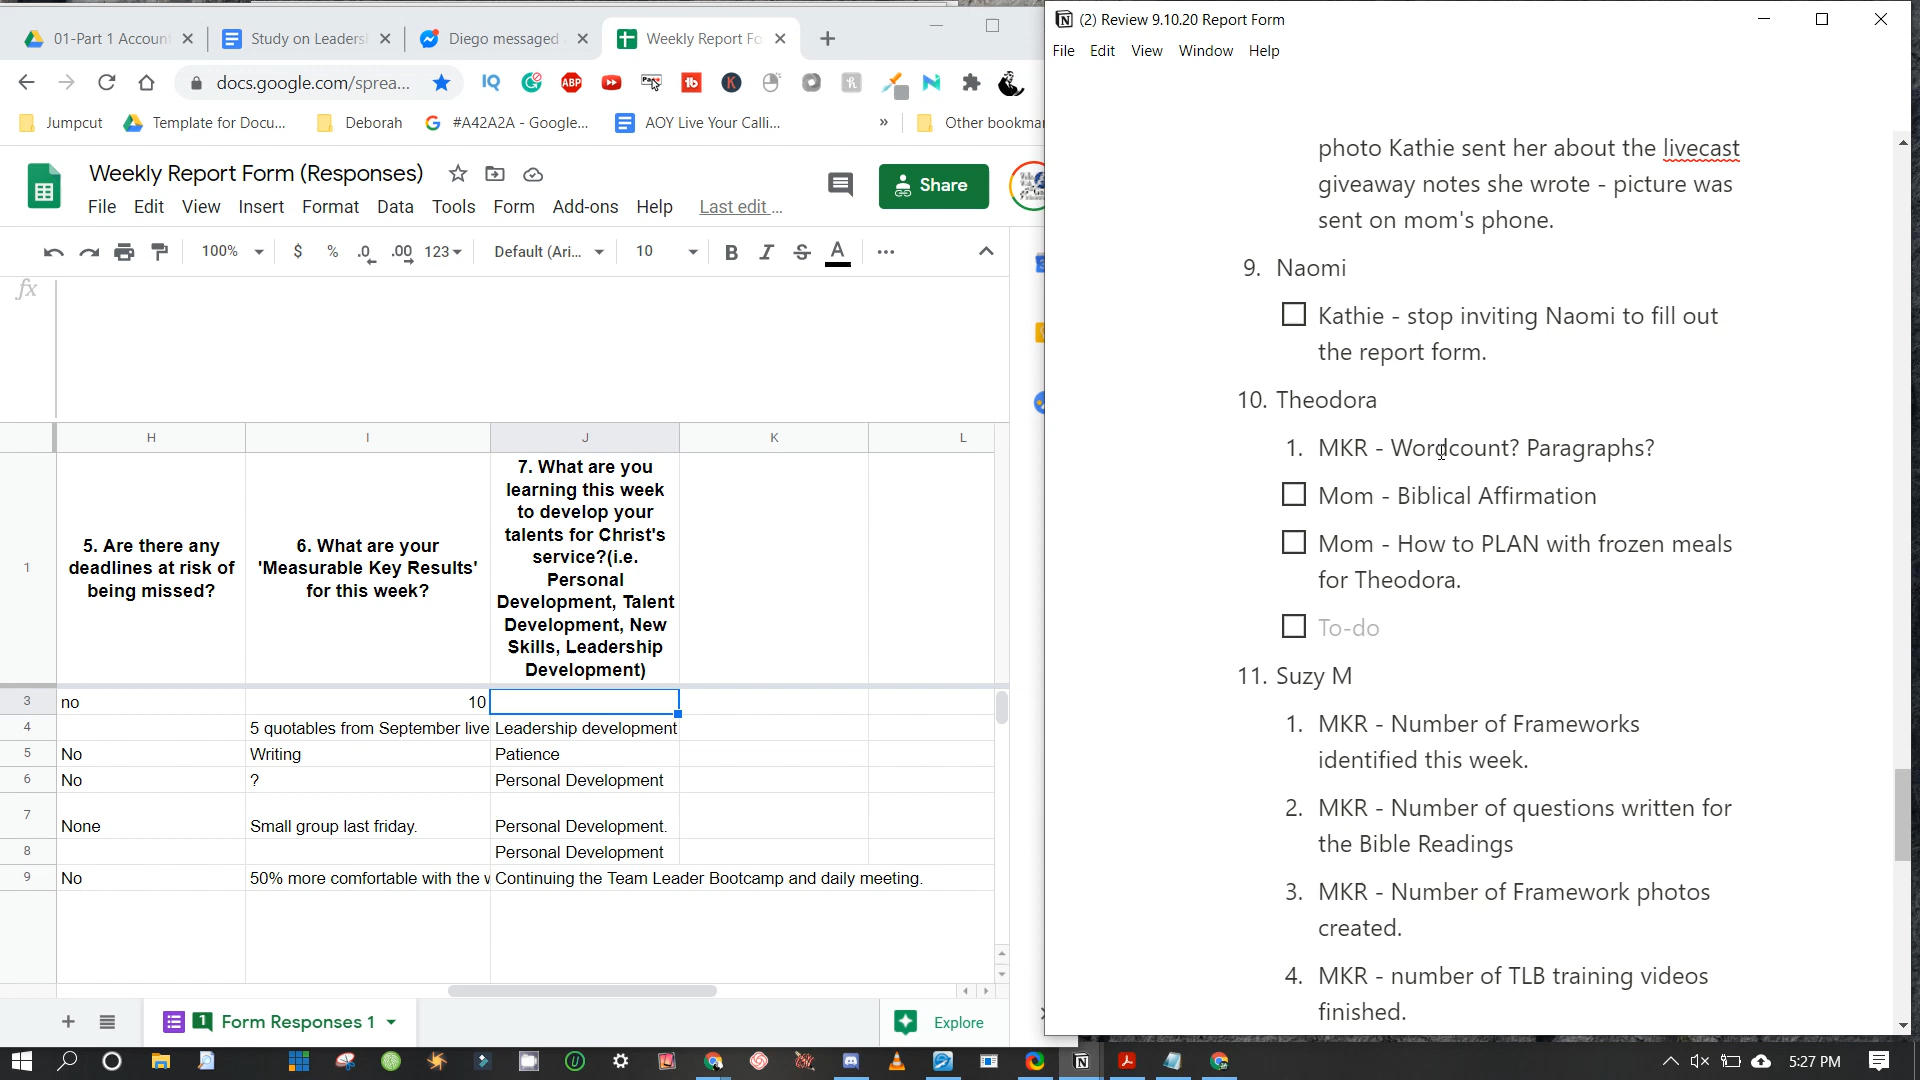 01-Part 1 Accoun
Study on Leaders
Diego messaged
Weekly Report Fo
docs.google.com/sprea...
Jumpcut
Template for Docu...
Deborah
#A42A2A - Google...
AOY Live Your Calli...
»
Other bookmar
Weekly Report Form (Responses)
Share
File Edit View Insert Format Data Tools Form Add-ons Help Last edit ...
100% $ % .0 .00 123 Default (Ari... 10 B I S A ...
fx
H I J K L
1
5. Are there any
deadlines at risk of
being missed?
6. What are your
'Measurable Key Results'
for this week?
7. What are you
learning this week
to develop your
talents for Christ's
service?(i.e.
Personal
Development, Talent
Development, New
Skills, Leadership
Development)
3 no 10
4 5 quotables from September live Leadership development
5 No Writing Patience
6 No ? Personal Development
7 None Small group last friday. Personal Development.
8 Personal Development
9 No 50% more comfortable with the v Continuing the Team Leader Bootcamp and daily meeting.
1 Form Responses 1
Explore
(2) Review 9.10.20 Report Form
File Edit View Window Help
photo Kathie sent her about the livecast
giveaway notes she wrote - picture was
sent on mom's phone.
9. Naomi
Kathie - stop inviting Naomi to fill out
the report form.
10. Theodora
1. MKR - Wordcount? Paragraphs?
Mom - Biblical Affirmation
Mom - How to PLAN with frozen meals
for Theodora.
To-do
11. Suzy M
1. MKR - Number of Frameworks
identified this week.
2. MKR - Number of questions written for
the Bible Readings
3. MKR - Number of Framework photos
created.
4. MKR - number of TLB training videos
finished.
5:27 PM